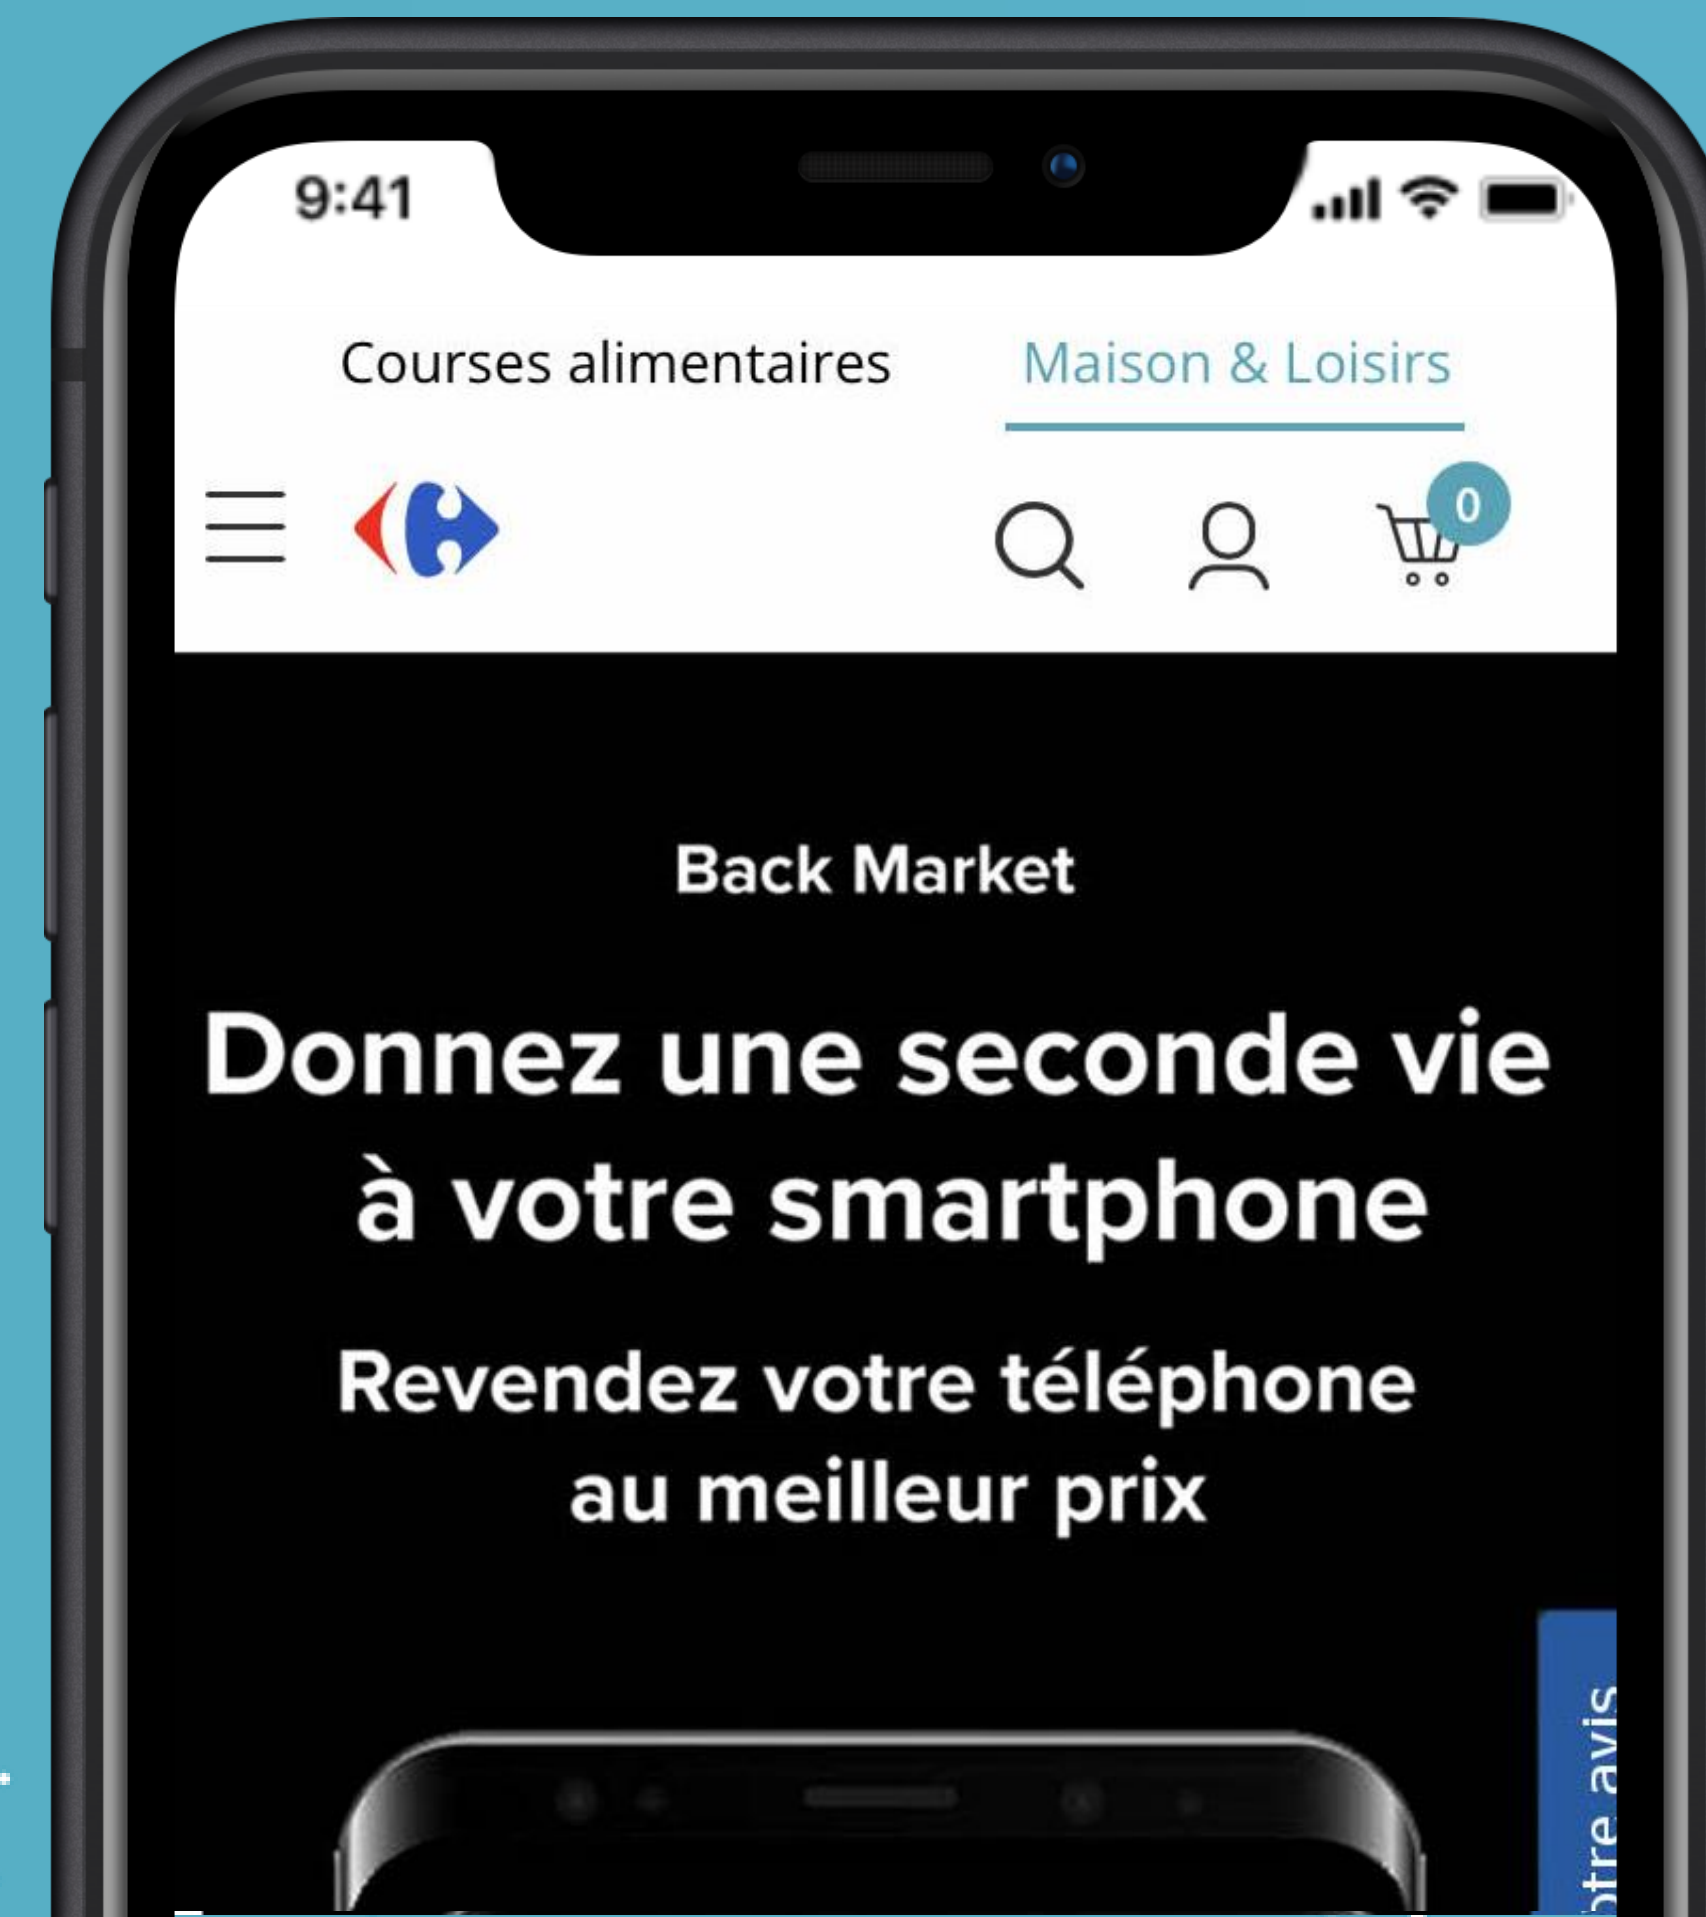 9:41
Courses alimentaires
Maison & Loisirs
0
Back Market
Donnez une seconde vie
à votre smartphone
Revendez votre téléphone
au meilleur prix
avis